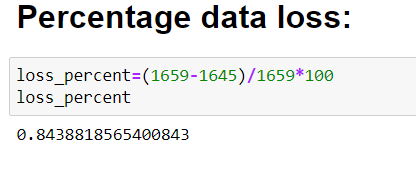 Percentage data loss:
loss_percent=(1659-1645)/1659*100
loss_percent
0.8438818565400843